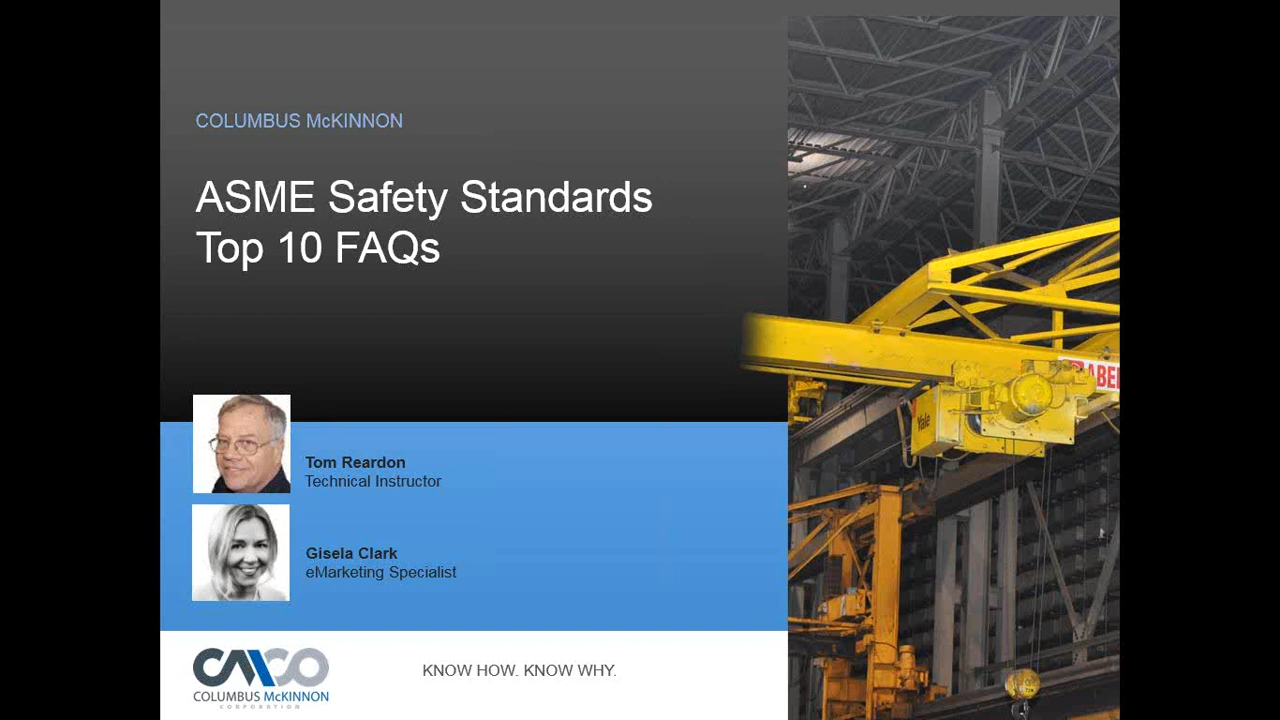 COLUMBUS McKINNON
ASME Safety Standards
Top 10 FAQs
Tom Reardon
Technical Instructor
Gisela Clark
eMarketing Specialist
CMCO
COLUMBUS McKINNON
CORPORATION
KNOW HOW. KNOW WHY.
Yale
ABE